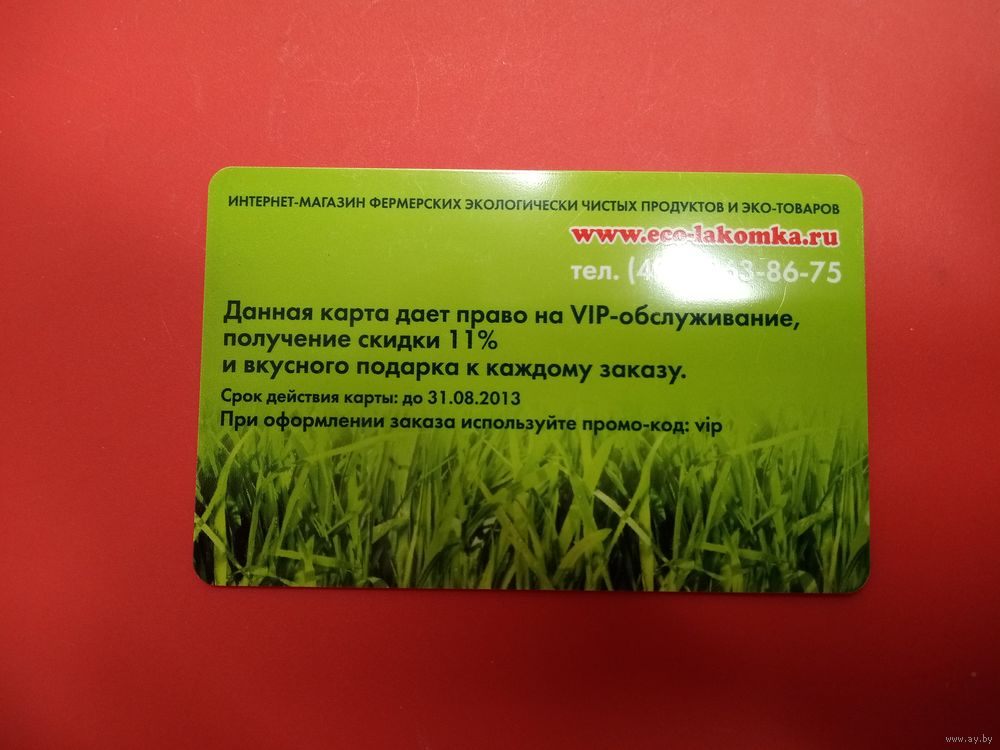 ИНТЕРНЕТ-МАГАЗИН ФЕРМЕРСКИХ ЭКОЛОГИЧЕСКИ ЧИСТЫХ ПРОДУКТОВ И ЭКО-ТОВАРОВ
www.eco-lakomka.ru
тел.
Данная карта дает право на VIP-обслуживание,
получение скидки 11%
и вкусного подарка к каждому заказу.
Срок действия карты: до 31.08.2013
При оформлении заказа используйте промо-код: vip
www.ay.by